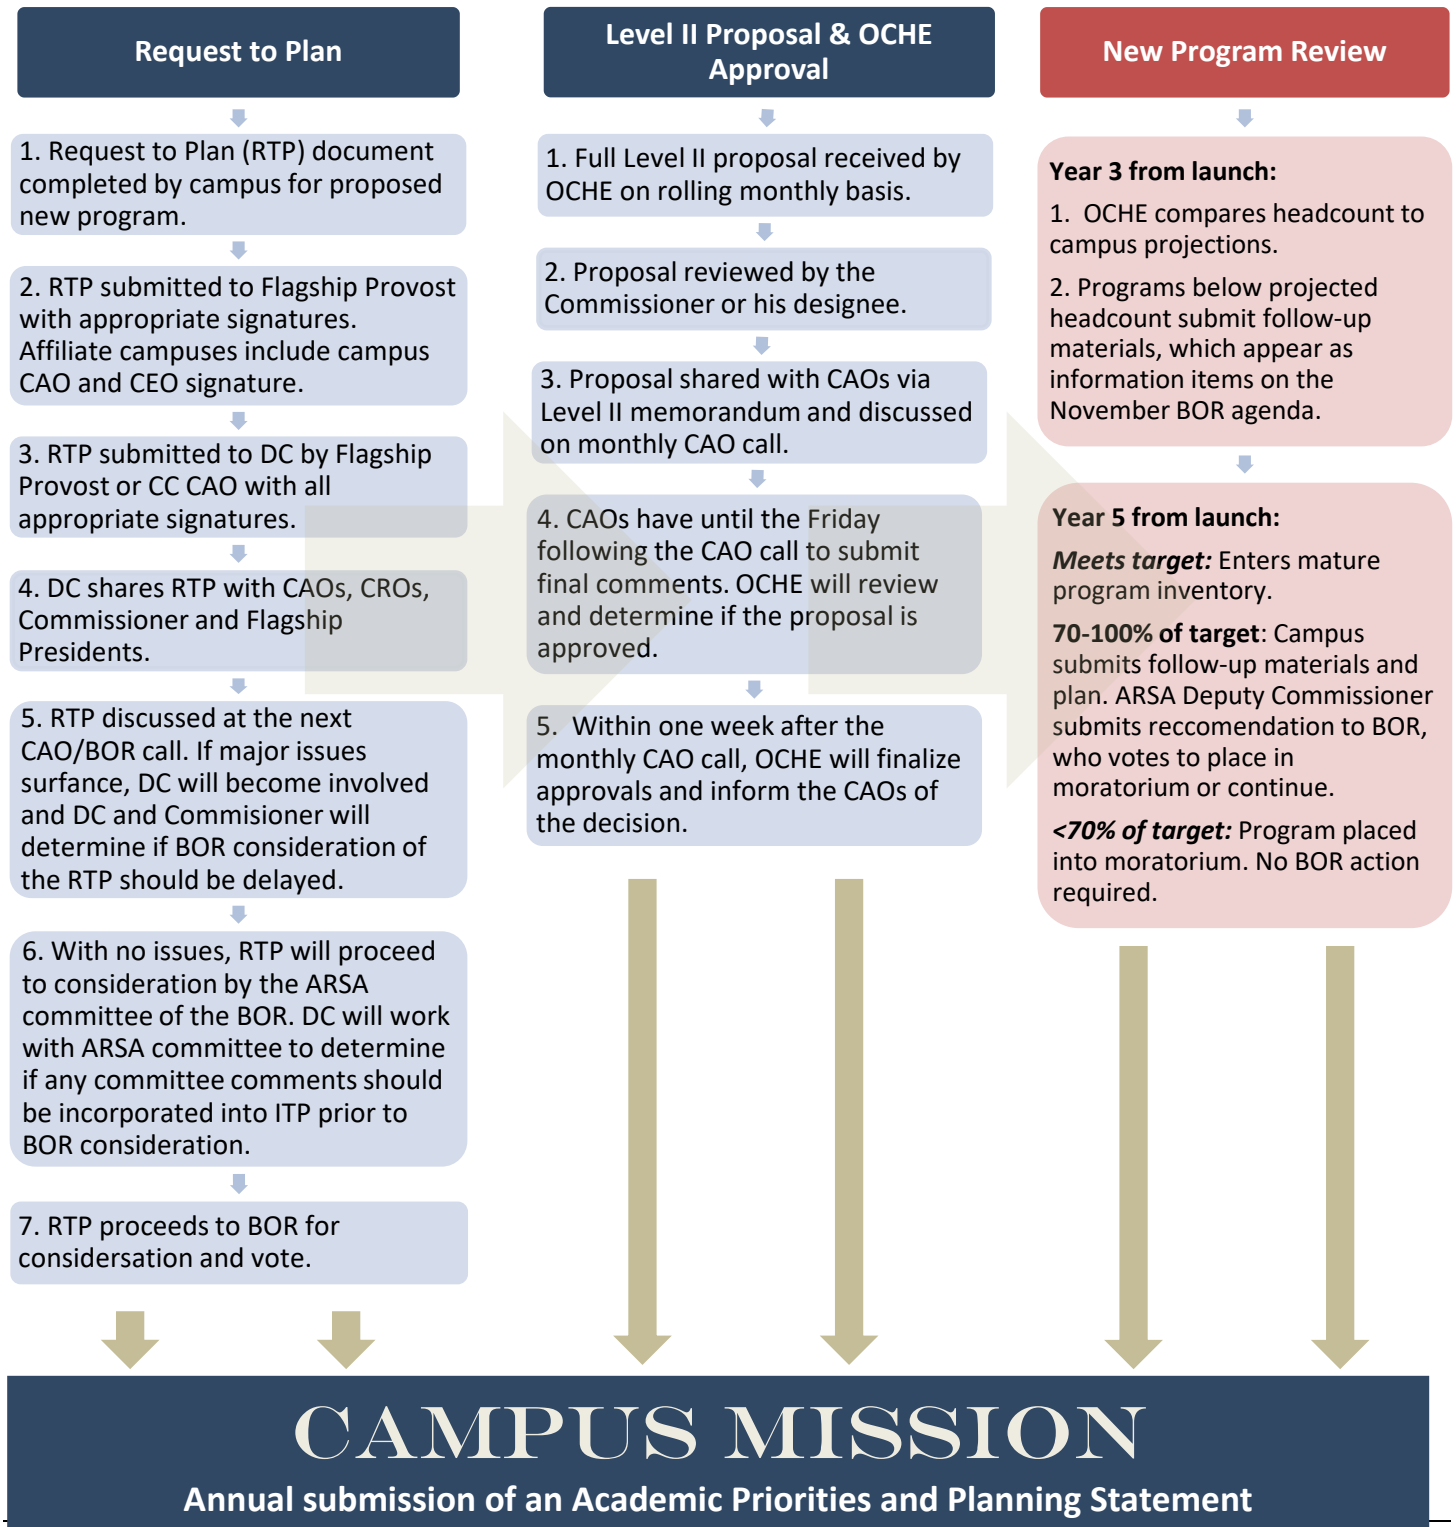 Request to Plan
1. Request to Plan (RTP) document
completed by campus for proposed
new program.
2. RTP submitted to Flagship Provost
with appropriate signatures.
Affiliate campuses include campus
CAO and CEO signature.
3. RTP submitted to DC by Flagship
Provost or CC CAO with all
appropriate signatures.
4. DC shares RTP with CAOs, CROs,
Commissioner and Flagship
Presidents.
5. RTP discussed at the next
CAO/BOR call. If major issues
surfance, DC will become involved
and DC and Commisioner will
determine if BOR consideration of
the RTP should be delayed.
6. With no issues, RTP will proceed
to consideration by the ARSA
committee of the BOR. DC will work
with ARSA committee to determine
if any committee comments should
be incorporated into ITP prior to
BOR consideration.
7. RTP proceeds to BOR for
considersation and vote.
Level II Proposal & OCHE
Approval
1. Full Level II proposal received by
OCHE on rolling monthly basis.
2. Proposal reviewed by the
Commissioner or his designee.
3. Proposal shared with CAOs via
Level II memorandum and discussed
on monthly CAO call.
4. CAOs have until the Friday
following the CAO call to submit
final comments. OCHE will review
and determine if the proposal is
approved.
5. Within one week after the
monthly CAO call, OCHE will finalize
approvals and inform the CAOs of
the decision.
New Program Review
Year 3 from launch:
1. OCHE compares headcount to
campus projections.
2. Programs below projected
headcount submit follow-up
materials, which appear as
information items on the
November BOR agenda.
Year 5 from launch:
Meets target: Enters mature
program inventory.
70-100% of target: Campus
submits follow-up materials and
plan. ARSA Deputy Commissioner
submits reccomendation to BOR,
who votes to place in
moratorium or continue.
<70% of target: Program placed
into moratorium. No BOR action
required.
CAMPUS MISSION
Annual submission of an Academic Priorities and Planning Statement